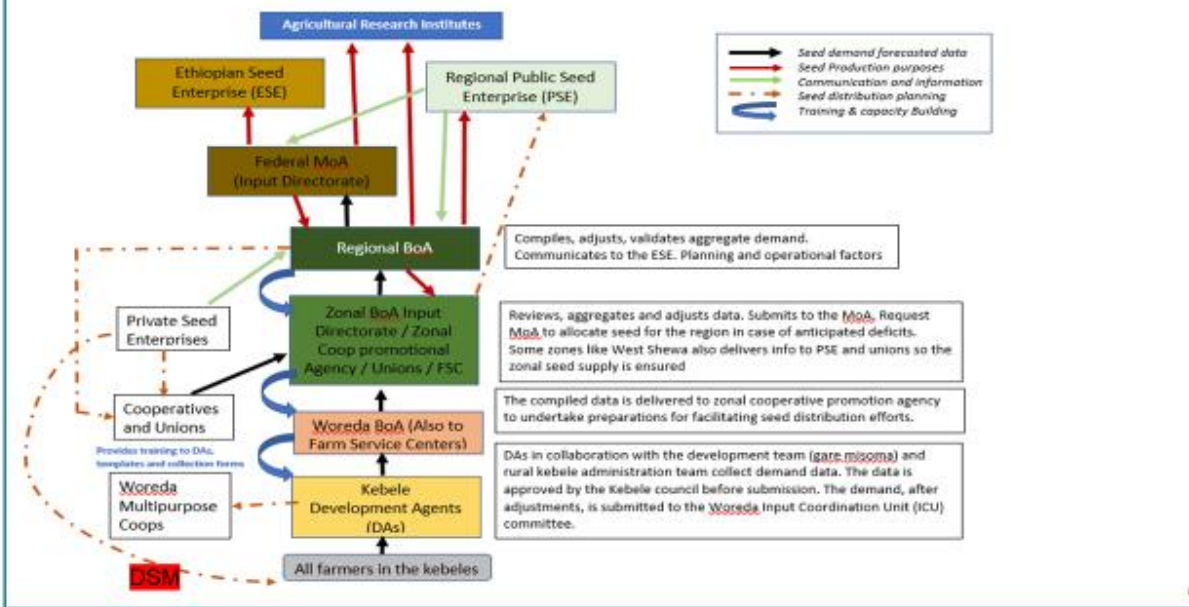 Agricultural Research Institutes
Ethiopian Seed
Enterprise (ESE)
Regional Public Seed
Enterprise (PSE)
Seed demand forecasted data
Seed Production purposes
Communication and information
Seed distribution planning
Training & capacity Building
Federal MoA
(Input Directorate)
Regional BoA
Compiles, adjusts, validates aggregate demand.
Communicates to the ESE. Planning and operational factors
Private Seed
Enterprises
Zonal BoA Input
Directorate / Zonal
Coop promotional
Agency / Unions / FSC
Reviews, aggregates and adjusts data. Submits to the MoA. Request
MoA to allocate seed for the region in case of anticipated deficits.
Some zones like West Shewa also delivers info to PSE and unions so the
zonal seed supply is ensured
Cooperatives
and Unions
Woreda BoA (Also to
Farm Service Centers)
The compiled data is delivered to zonal cooperative promotion agency
to undertake preparations for facilitating seed distribution efforts.
Provides training to DAs,
templates and collection forms
Woreda
Multipurpose
Coops
Kebele
Development Agents
(DAs)
DAs in collaboration with the development team (gare misoma) and
rural kebele administration team collect demand data. The data is
approved by the Kebele council before submission. The demand, after
adjustments, is submitted to the Woreda Input Coordination Unit (ICU)
committee.
All farmers in the kebeles
DSM